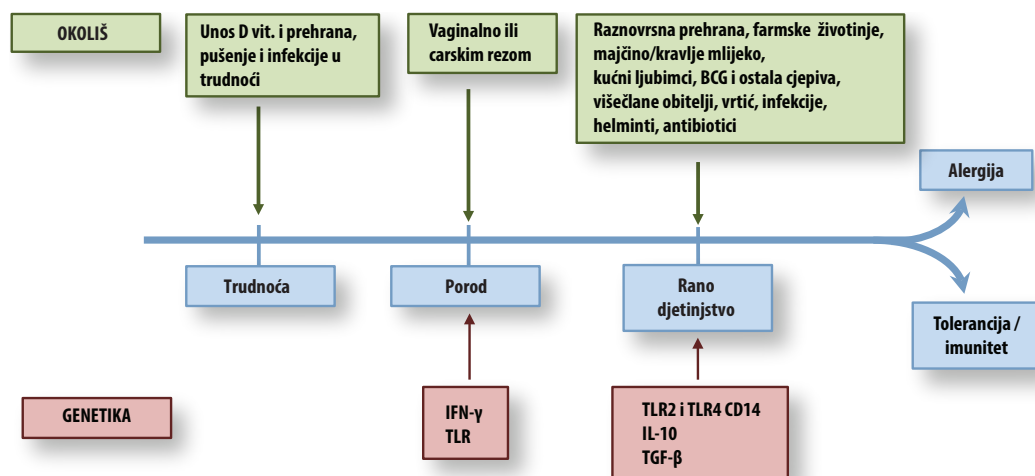 OKOLIŠ
Unos D vit. i prehrana,
pušenje i infekcije u
trudnoći
Vaginalno ili
carskim rezom
Raznovrsna prehrana, farmske životinje,
majčino/kravlje mlijeko,
kućni ljubimci, BCG i ostala cjepiva,
višečlane obitelji, vrtić, infekcije,
helminti, antibiotici
Alergija
Trudnoća
Porod
Rano
djetinjstvo
Tolerancija /
imunitet
GENETIKA
IFN-γ
TLR
TLR2 i TLR4 CD14
IL-10
TGF-β